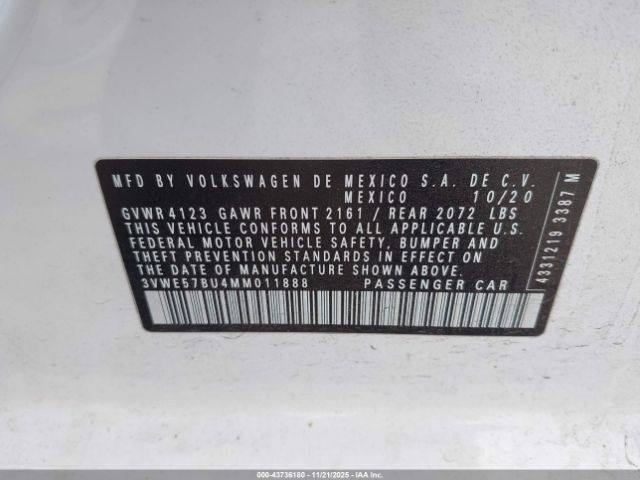 MFD BY VOLKSWAGEN DE MEXICO S.A. DE C.V.
MEXICO 10/20
GVWR 4123 GAWR FRONT 2161 / REAR 2072 LBS
THIS VEHICLE CONFORMS TO ALL APPLICABLE U.S.
FEDERAL MOTOR VEHICLE SAFETY, BUMPER AND
THEFT PREVENTION STANDARDS IN EFFECT ON
THE DATE OF MANUFACTURE SHOWN ABOVE.
3VWE57BU4MM011888 PASSENGER CAR
4331219 3387 M
000-43736180 — 11/21/2025 — IAAI.COM